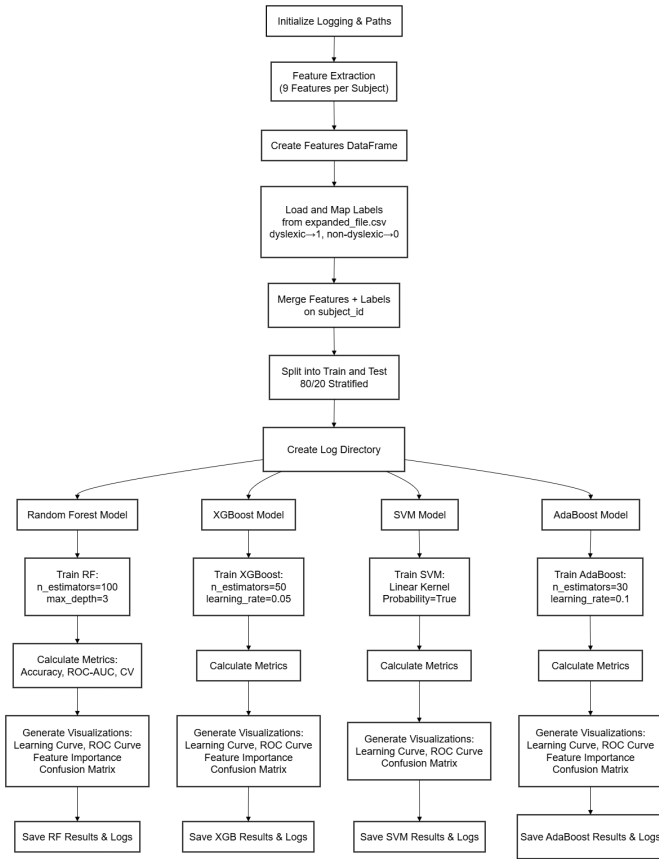 Initialize Logging & Paths
Feature Extraction
(9 Features per Subject)
Create Features DataFrame
Load and Map Labels
from expanded_file.csv
dyslexic→1, non-dyslexic→0
Merge Features + Labels
on subject_id
Split into Train and Test
80/20 Stratified
Create Log Directory
Random Forest Model
XGBoost Model
SVM Model
AdaBoost Model
Train RF:
n_estimators=100
max_depth=3
Train XGBoost:
n_estimators=50
learning_rate=0.05
Train SVM:
Linear Kernel
Probability=True
Train AdaBoost:
n_estimators=30
learning_rate=0.1
Calculate Metrics:
Accuracy, ROC-AUC, CV
Calculate Metrics
Calculate Metrics
Calculate Metrics
Generate Visualizations:
Learning Curve, ROC Curve
Feature Importance
Confusion Matrix
Generate Visualizations:
Learning Curve, ROC Curve
Feature Importance
Confusion Matrix
Generate Visualizations:
Learning Curve, ROC Curve
Confusion Matrix
Generate Visualizations:
Learning Curve, ROC Curve
Feature Importance
Confusion Matrix
Save RF Results & Logs
Save XGB Results & Logs
Save SVM Results & Logs
Save AdaBoost Results & Logs